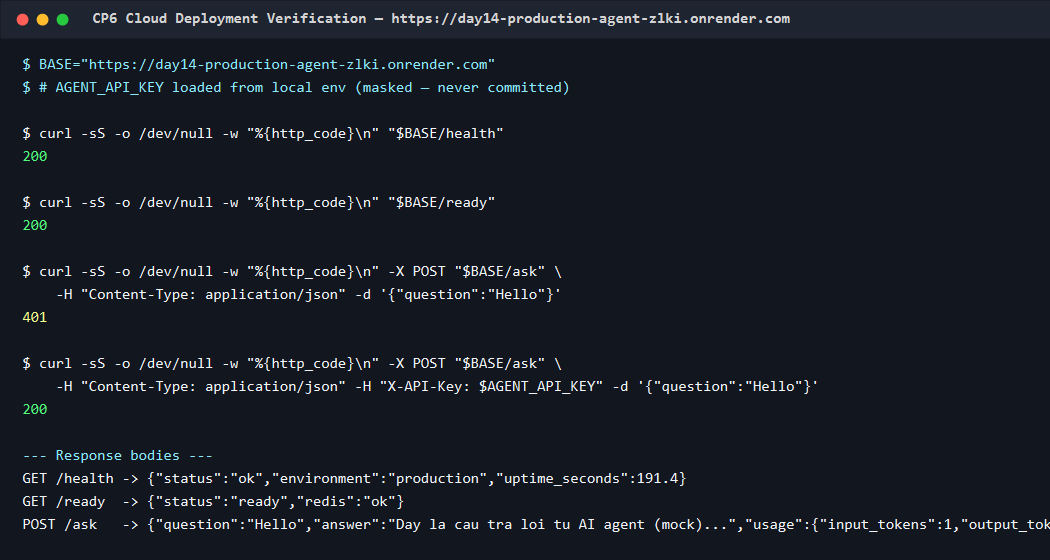 CP6 Cloud Deployment Verification — https://day14-production-agent-zlki.onrender.com
$ BASE="https://day14-production-agent-zlki.onrender.com"
$ # AGENT_API_KEY loaded from local env (masked — never committed)
$ curl -sS -o /dev/null -w "%{http_code}\n" "$BASE/health"
200
$ curl -sS -o /dev/null -w "%{http_code}\n" "$BASE/ready"
200
$ curl -sS -o /dev/null -w "%{http_code}\n" -X POST "$BASE/ask" \
    -H "Content-Type: application/json" -d '{"question":"Hello"}'
401
$ curl -sS -o /dev/null -w "%{http_code}\n" -X POST "$BASE/ask" \
    -H "Content-Type: application/json" -H "X-API-Key: $AGENT_API_KEY" -d '{"question":"Hello"}'
200
--- Response bodies ---
GET /health -> {"status":"ok","environment":"production","uptime_seconds":191.4}
GET /ready  -> {"status":"ready","redis":"ok"}
POST /ask   -> {"question":"Hello","answer":"Day la cau tra loi tu AI agent (mock)...","usage":{"input_tokens":1,"output_tok